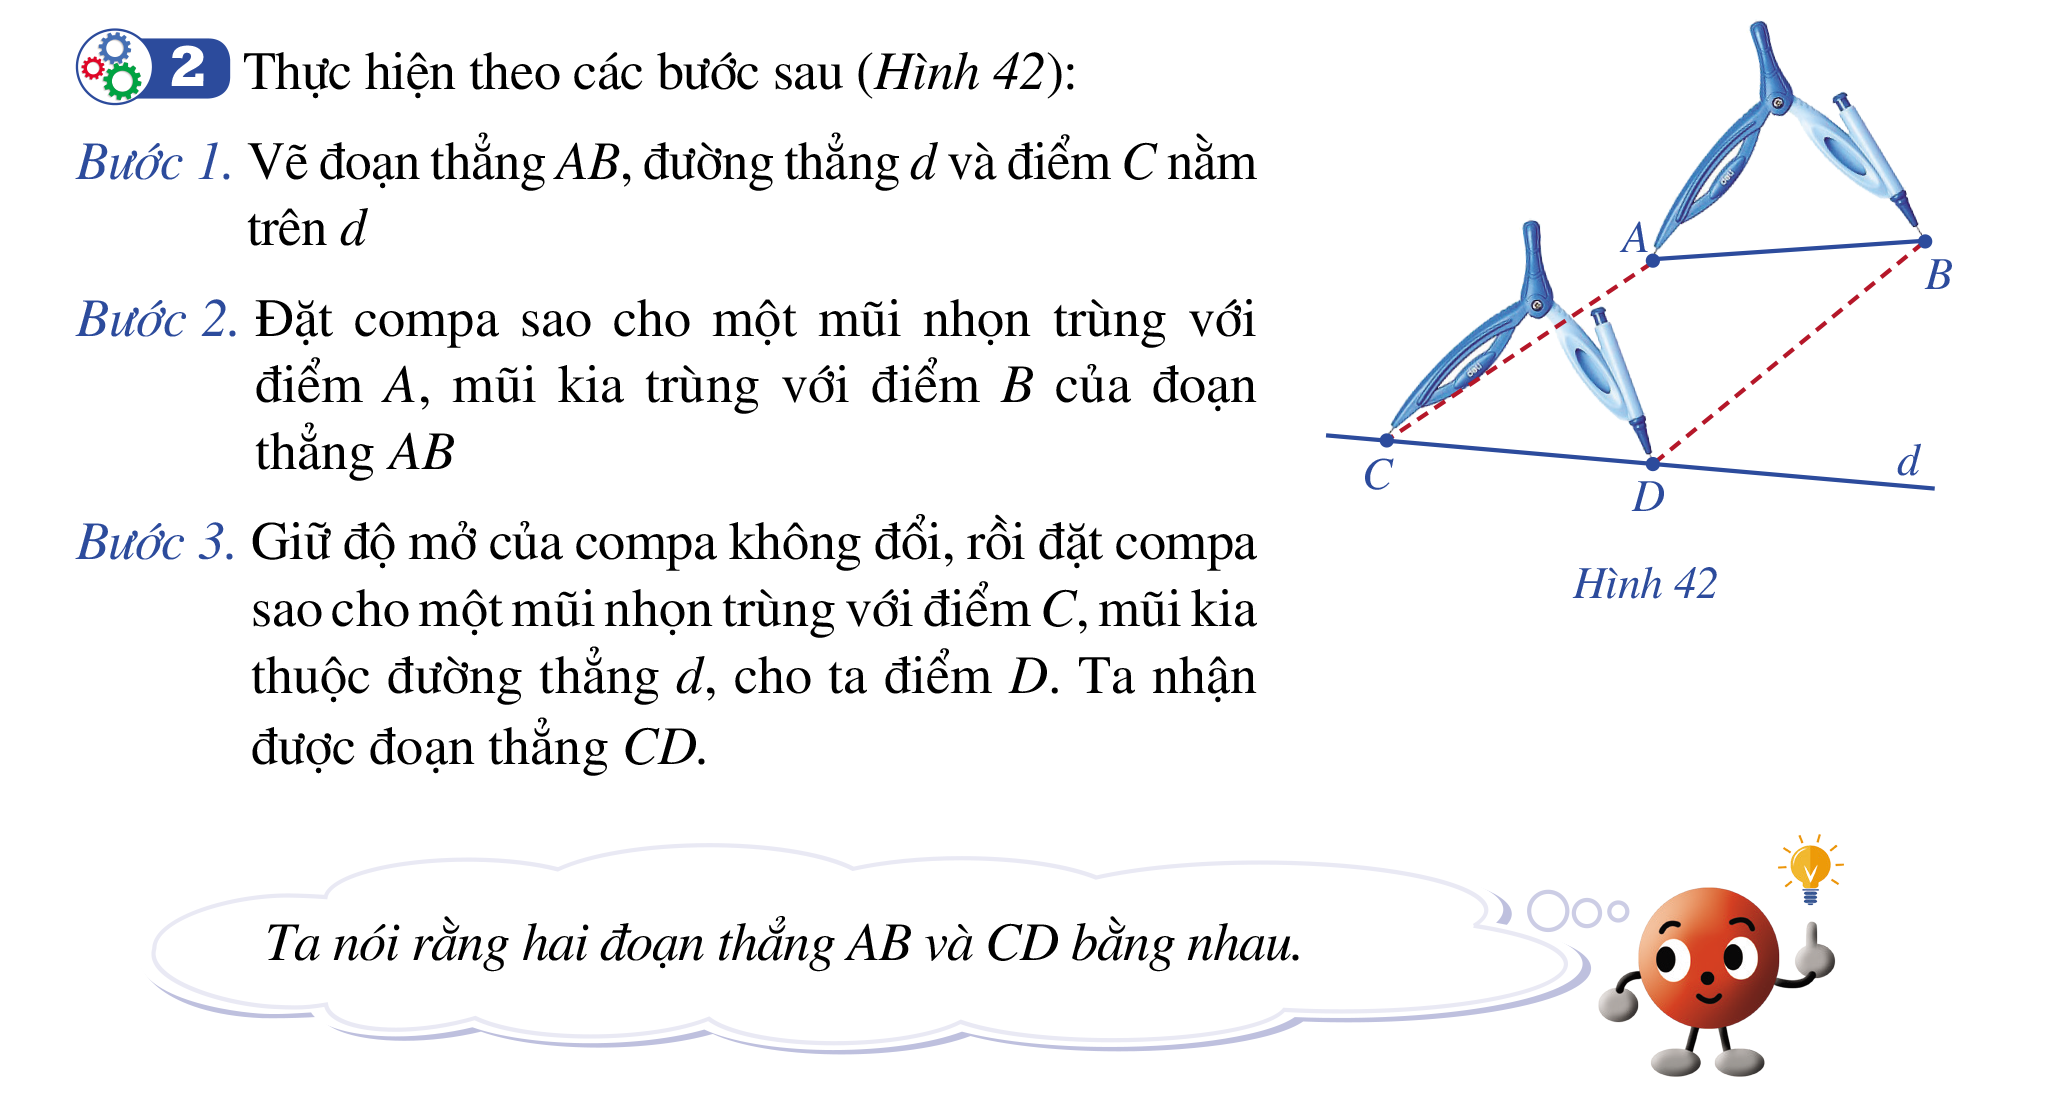 2 Thực hiện theo các bước sau (Hình 42):
Bước 1. Vẽ đoạn thẳng AB, đường thẳng d và điểm C nằm
trên d
Bước 2. Đặt compa sao cho một mũi nhọn trùng với
điểm A, mũi kia trùng với điểm B của đoạn
thẳng AB
Bước 3. Giữ độ mở của compa không đổi, rồi đặt compa
sao cho một mũi nhọn trùng với điểm C, mũi kia
thuộc đường thẳng d, cho ta điểm D. Ta nhận
được đoạn thẳng CD.
deli
A
B
deli
C
D
d
Hình 42
Ta nói rằng hai đoạn thẳng AB và CD bằng nhau.